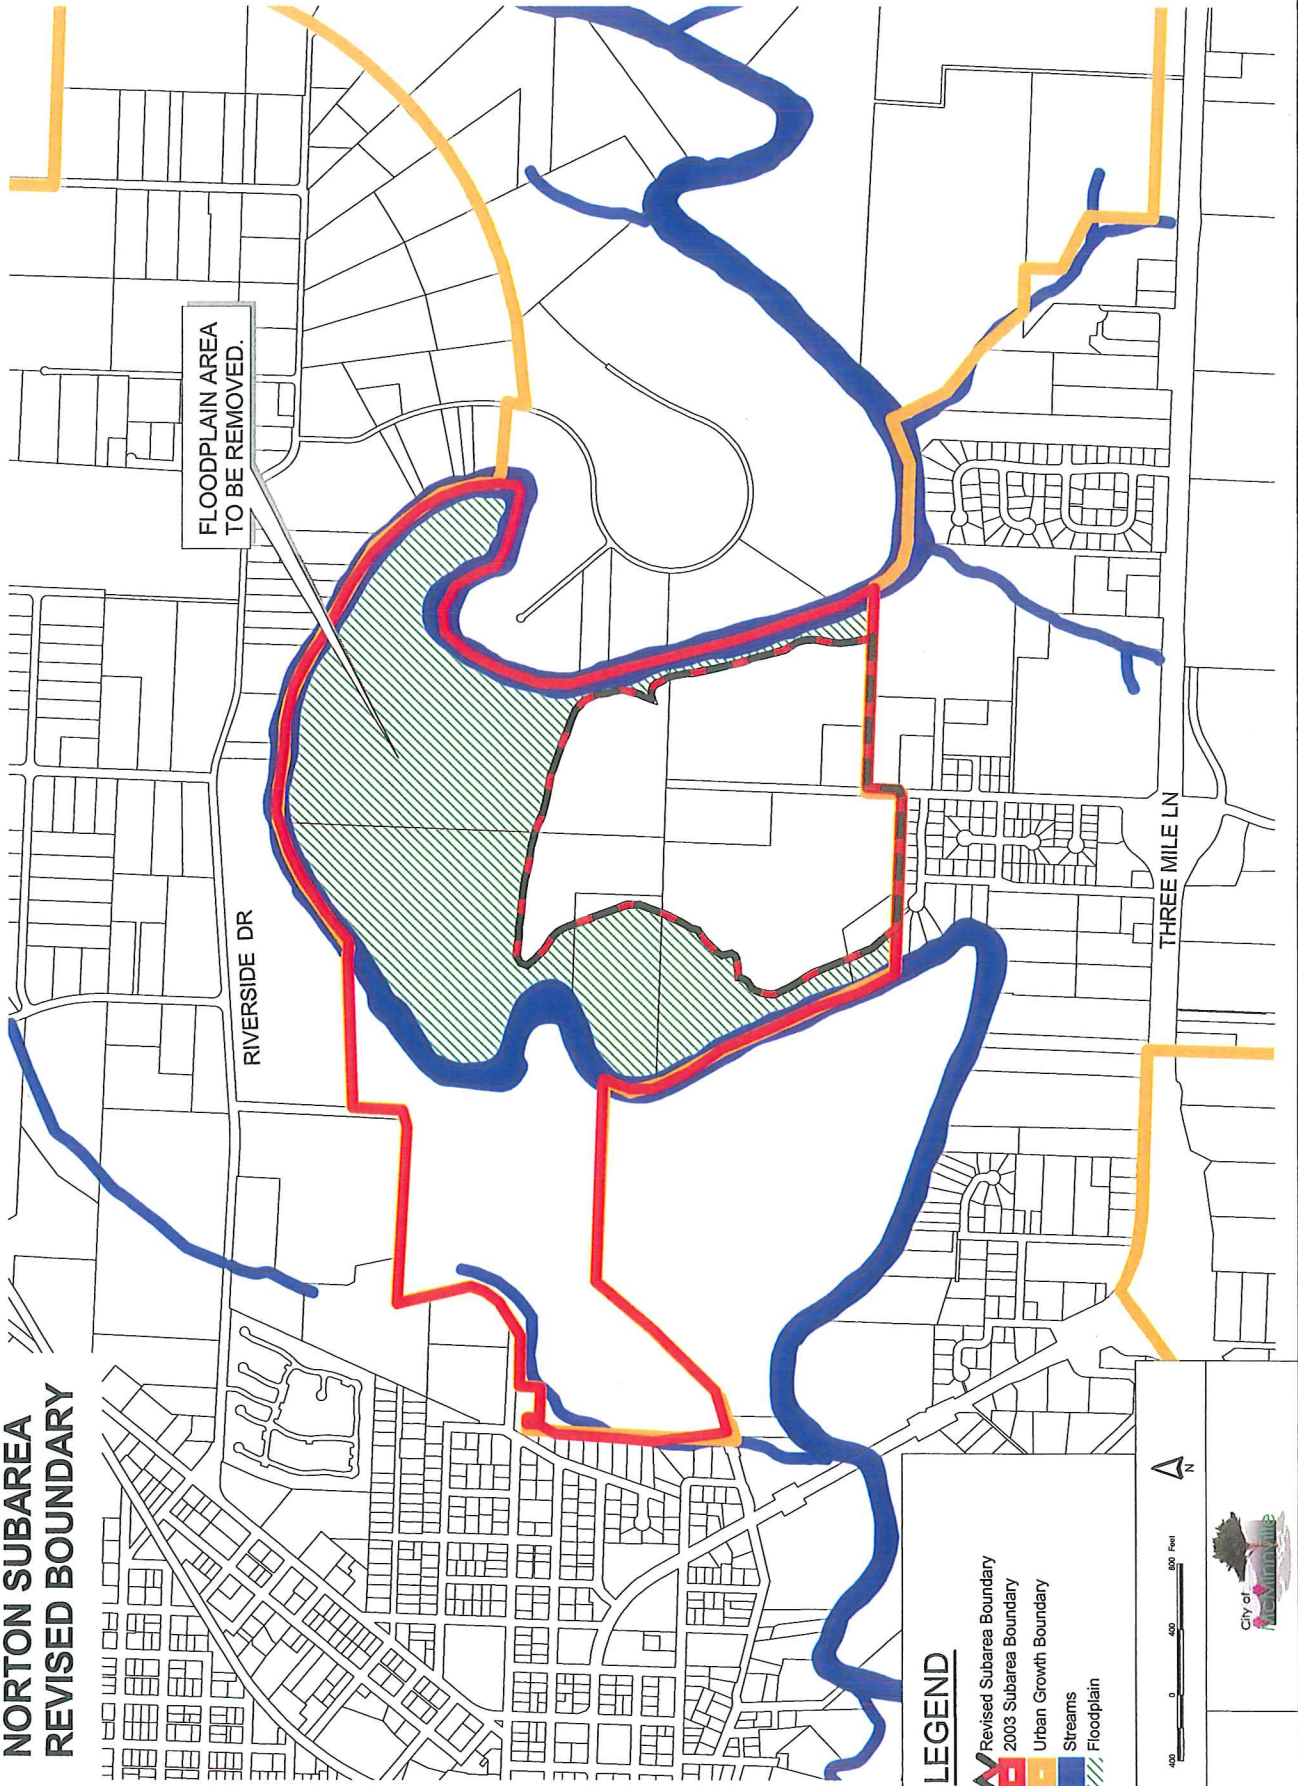 NORTON SUBAREA
REVISED BOUNDARY
FLOODPLAIN AREA
TO BE REMOVED.
RIVERSIDE DR
THREE MILE LN
LEGEND
Revised Subarea Boundary
2003 Subarea Boundary
Urban Growth Boundary
Streams
Floodplain
400 0 400 800 Feet
N
City of
McMinnville